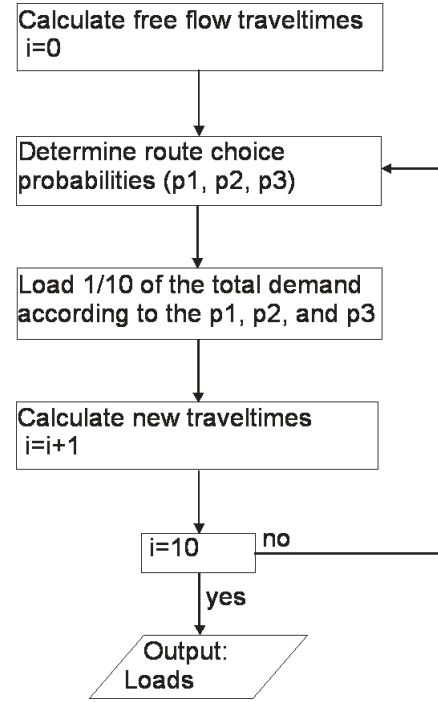 Calculate free flow traveltimes
i=0
Determine route choice
probabilities (p1, p2, p3)
Load 1/10 of the total demand
according to the p1, p2, and p3
Calculate new traveltimes
i=i+1
i=10
no
yes
Output:
Loads